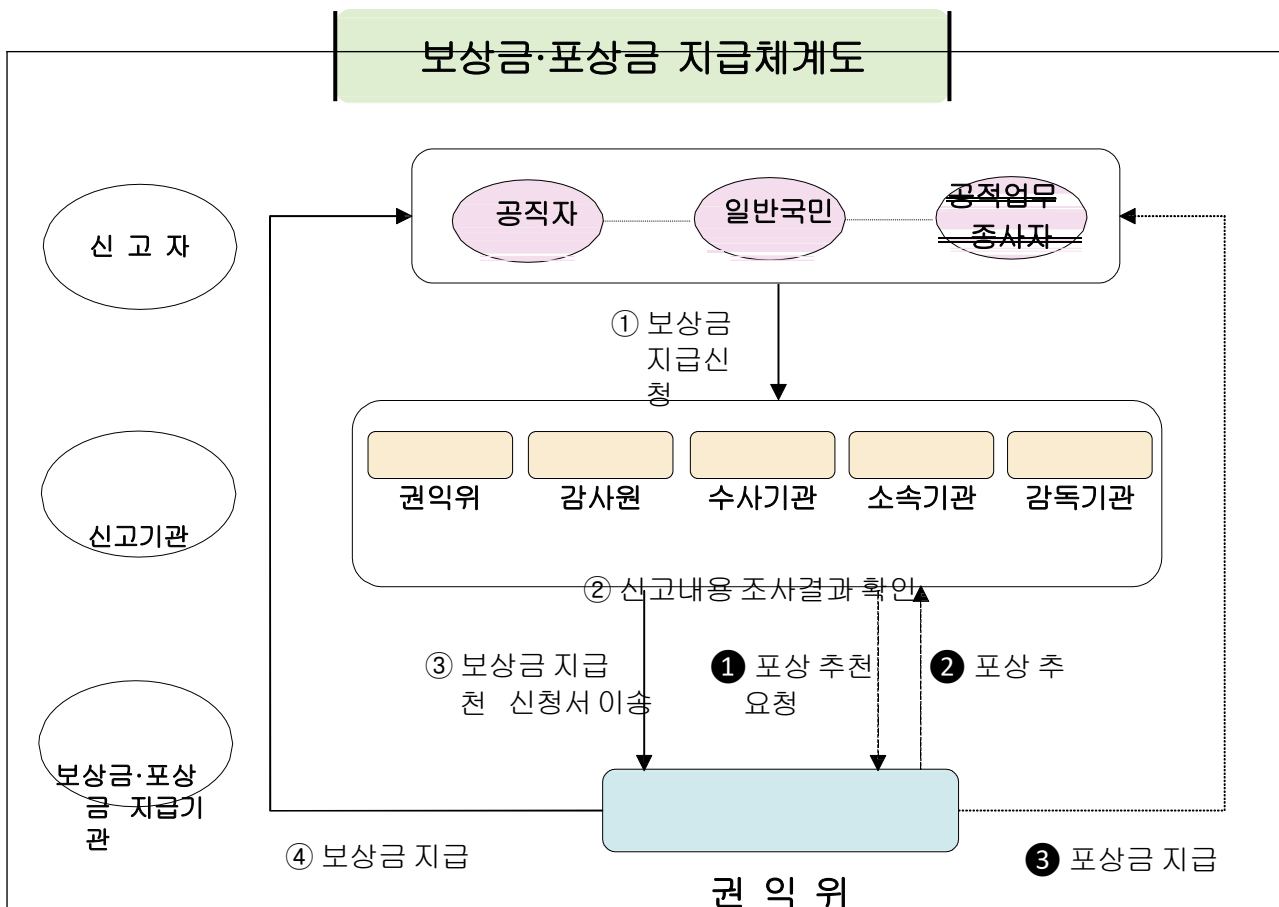 보상금·포상금 지급체계도
신 고 자
공직자
일반국민
공적업무
종사자
① 보상금
지급신
청
신고기관
권익위
감사원
수사기관
소속기관
감독기관
② 신고내용 조사결과 확인
③ 보상금 지급
천 신청서 이송
❶ 포상 추천
요청
❷ 포상 추
보상금·포상
금 지급기
관
④ 보상금 지급
❸ 포상금 지급
권 익 위